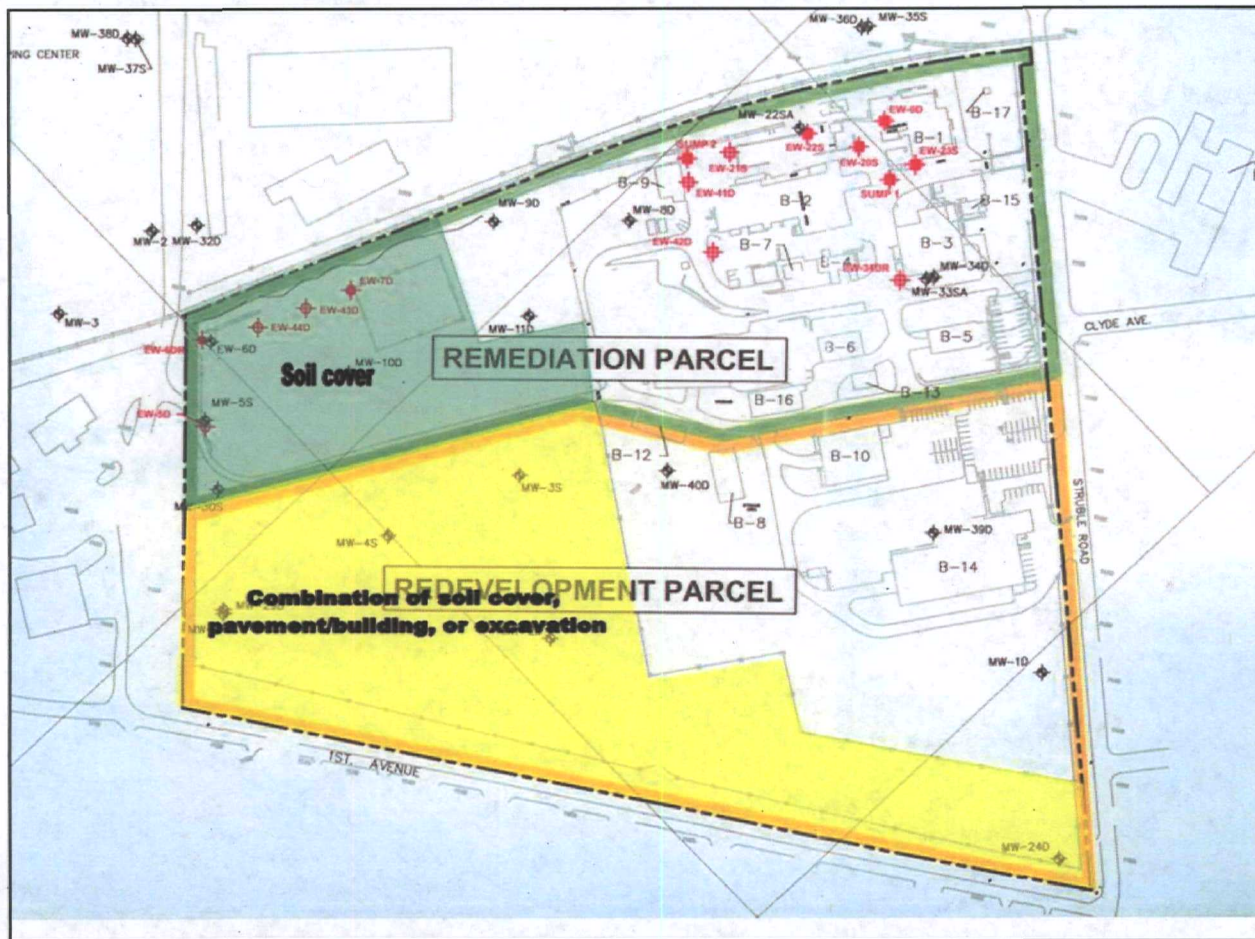 MW-38D
MW-36D
MW-35S
PING CENTER
MW-37S
B-17
EW-6D
MW-22SA
B-1
EW-22S
SUMP 2
EW-21S
EW-20S
EW-23S
B-9
EW-41D
SUMP 1
B-2
B-15
MW-9D
MW-8D
MW-2
MW-32D
EW-42D
B-7
B-3
EW-34DR
MW-34D
MW-33SA
EW-7D
EW-43D
MW-3
EW-44D
MW-11D
CLYDE AVE.
EW-6D
REMEDIATION PARCEL
B-6
B-5
MW-10D
Soil cover
B-13
B-16
MW-5S
EW-5D
B-12
B-10
MW-3S
MW-40D
MW-30S
B-8
STRUBLE ROAD
MW-4S
MW-39D
B-14
REDEVELOPMENT PARCEL
Combination of soil cover,
pavement/building, or excavation
MW-1D
1ST. AVENUE
MW-24D